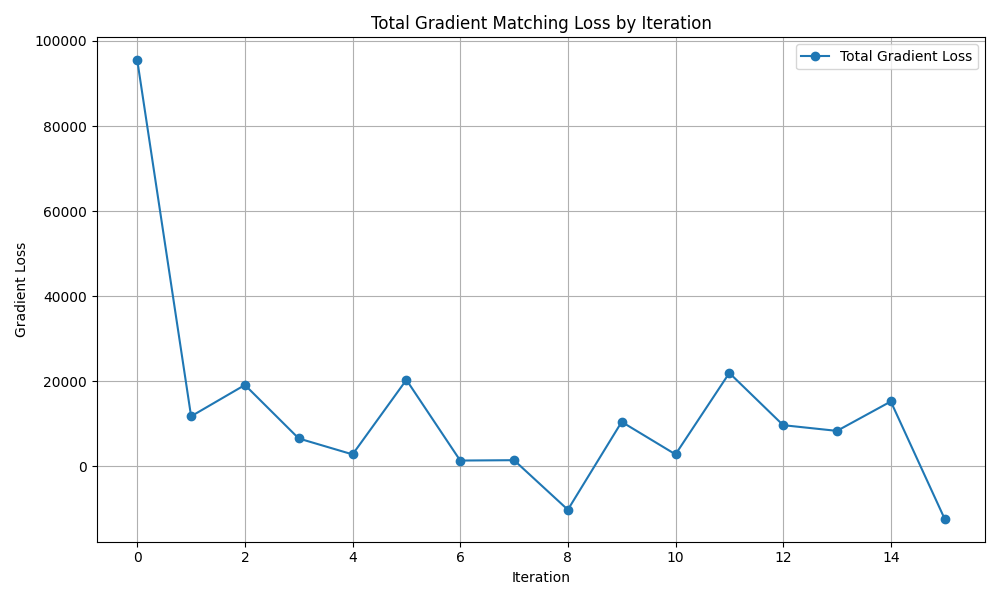 Total Gradient Matching Loss by Iteration
Total Gradient Loss
Gradient Loss
100000
80000
60000
40000
20000
0
0 2 4 6 8 10 12 14
Iteration